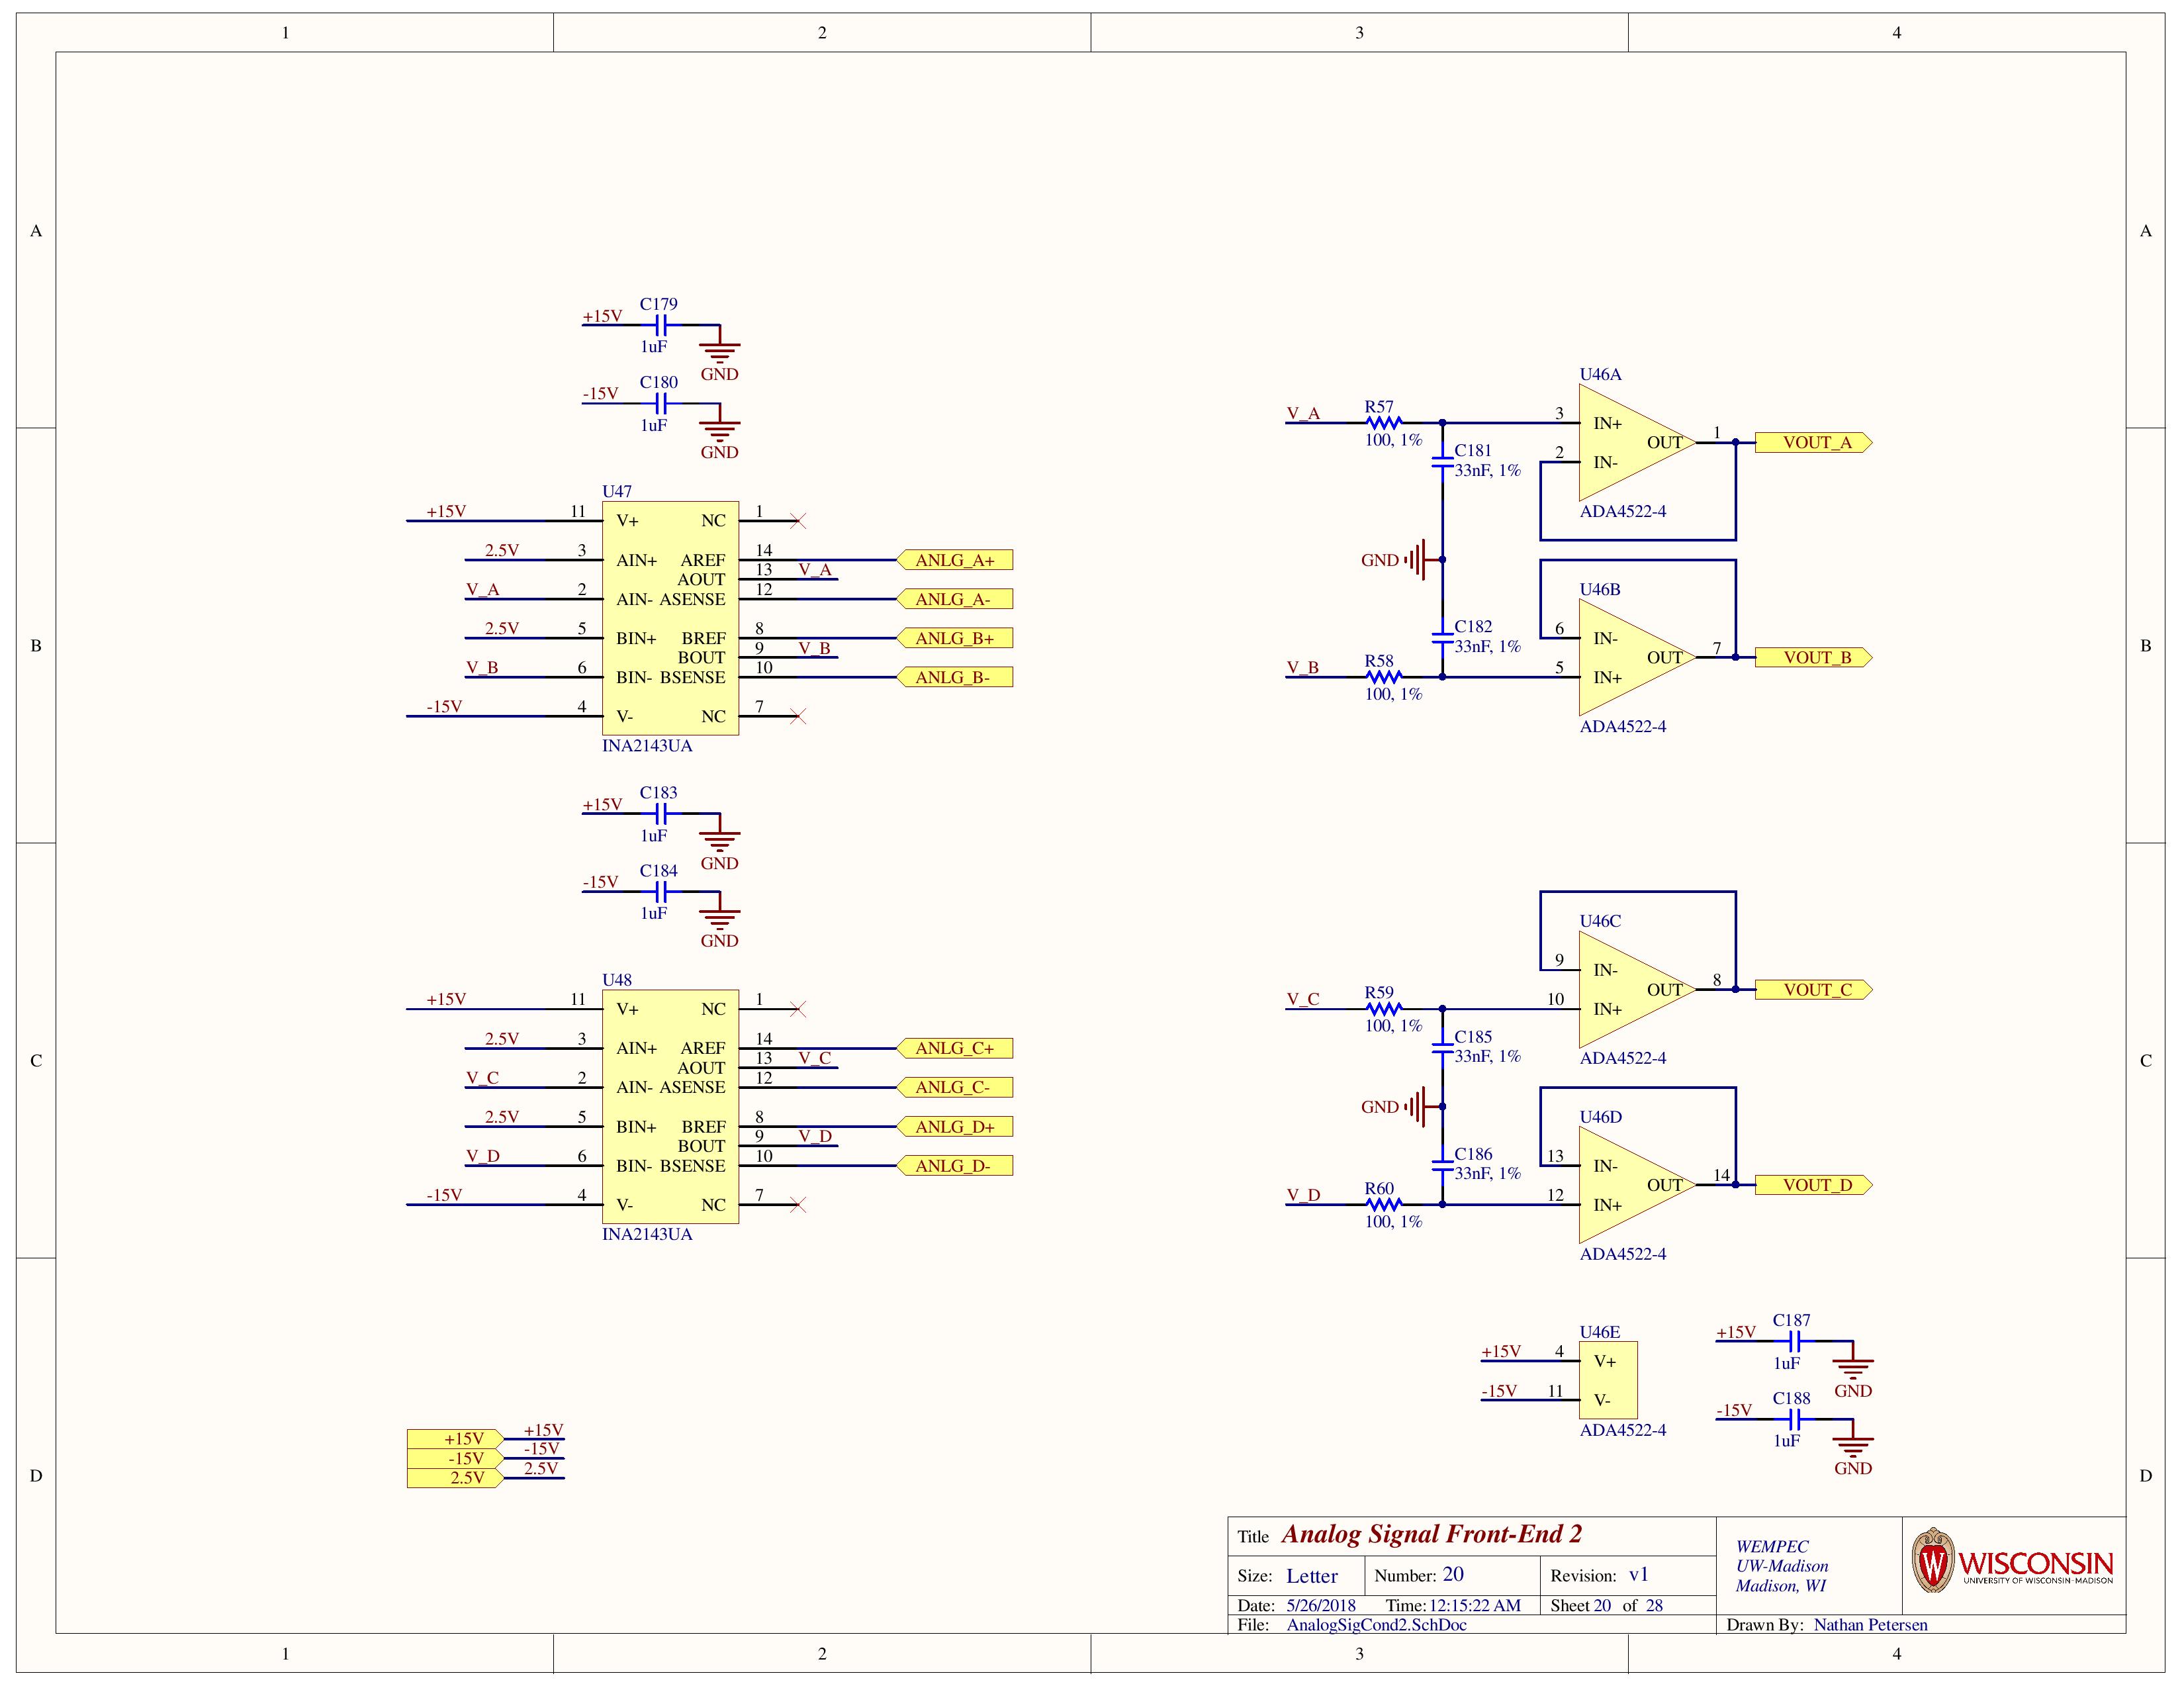 1 2 3 4
A A
B B
C C
D D
C179
+15V
1uF
GND
C180
-15V
1uF
GND
U47
+15V 11 V+ NC 1
2.5V 3 AIN+ AREF 14 ANLG_A+
AOUT 13 V_A
V_A 2 AIN- ASENSE 12 ANLG_A-
2.5V 5 BIN+ BREF 8 ANLG_B+
BOUT 9 V_B
V_B 6 BIN- BSENSE 10 ANLG_B-
-15V 4 V- NC 7
INA2143UA
C183
+15V
1uF
GND
C184
-15V
1uF
GND
U48
+15V 11 V+ NC 1
2.5V 3 AIN+ AREF 14 ANLG_C+
AOUT 13 V_C
V_C 2 AIN- ASENSE 12 ANLG_C-
2.5V 5 BIN+ BREF 8 ANLG_D+
BOUT 9 V_D
V_D 6 BIN- BSENSE 10 ANLG_D-
-15V 4 V- NC 7
INA2143UA
+15V +15V
-15V -15V
2.5V 2.5V
U46A
V_A R57 3 IN+
100, 1%
OUT 1 VOUT_A
C181
33nF, 1%
2 IN-
ADA4522-4
GND
U46B
C182
33nF, 1%
6 IN-
OUT 7 VOUT_B
V_B R58 5 IN+
100, 1%
ADA4522-4
U46C
9 IN-
OUT 8 VOUT_C
V_C R59 10 IN+
100, 1%
C185
33nF, 1%
ADA4522-4
GND
U46D
C186
33nF, 1%
13 IN-
OUT 14 VOUT_D
V_D R60 12 IN+
100, 1%
ADA4522-4
U46E
+15V 4 V+
-15V 11 V-
ADA4522-4
C187
+15V
1uF
GND
C188
-15V
1uF
GND
Title Analog Signal Front-End 2
Size: Letter Number: 20 Revision: v1
Date: 5/26/2018 Time: 12:15:22 AM Sheet 20 of 28
File: AnalogSigCond2.SchDoc
WEMPEC
UW-Madison
Madison, WI
W WISCONSIN
UNIVERSITY OF WISCONSIN-MADISON
Drawn By: Nathan Petersen
1 2 3 4